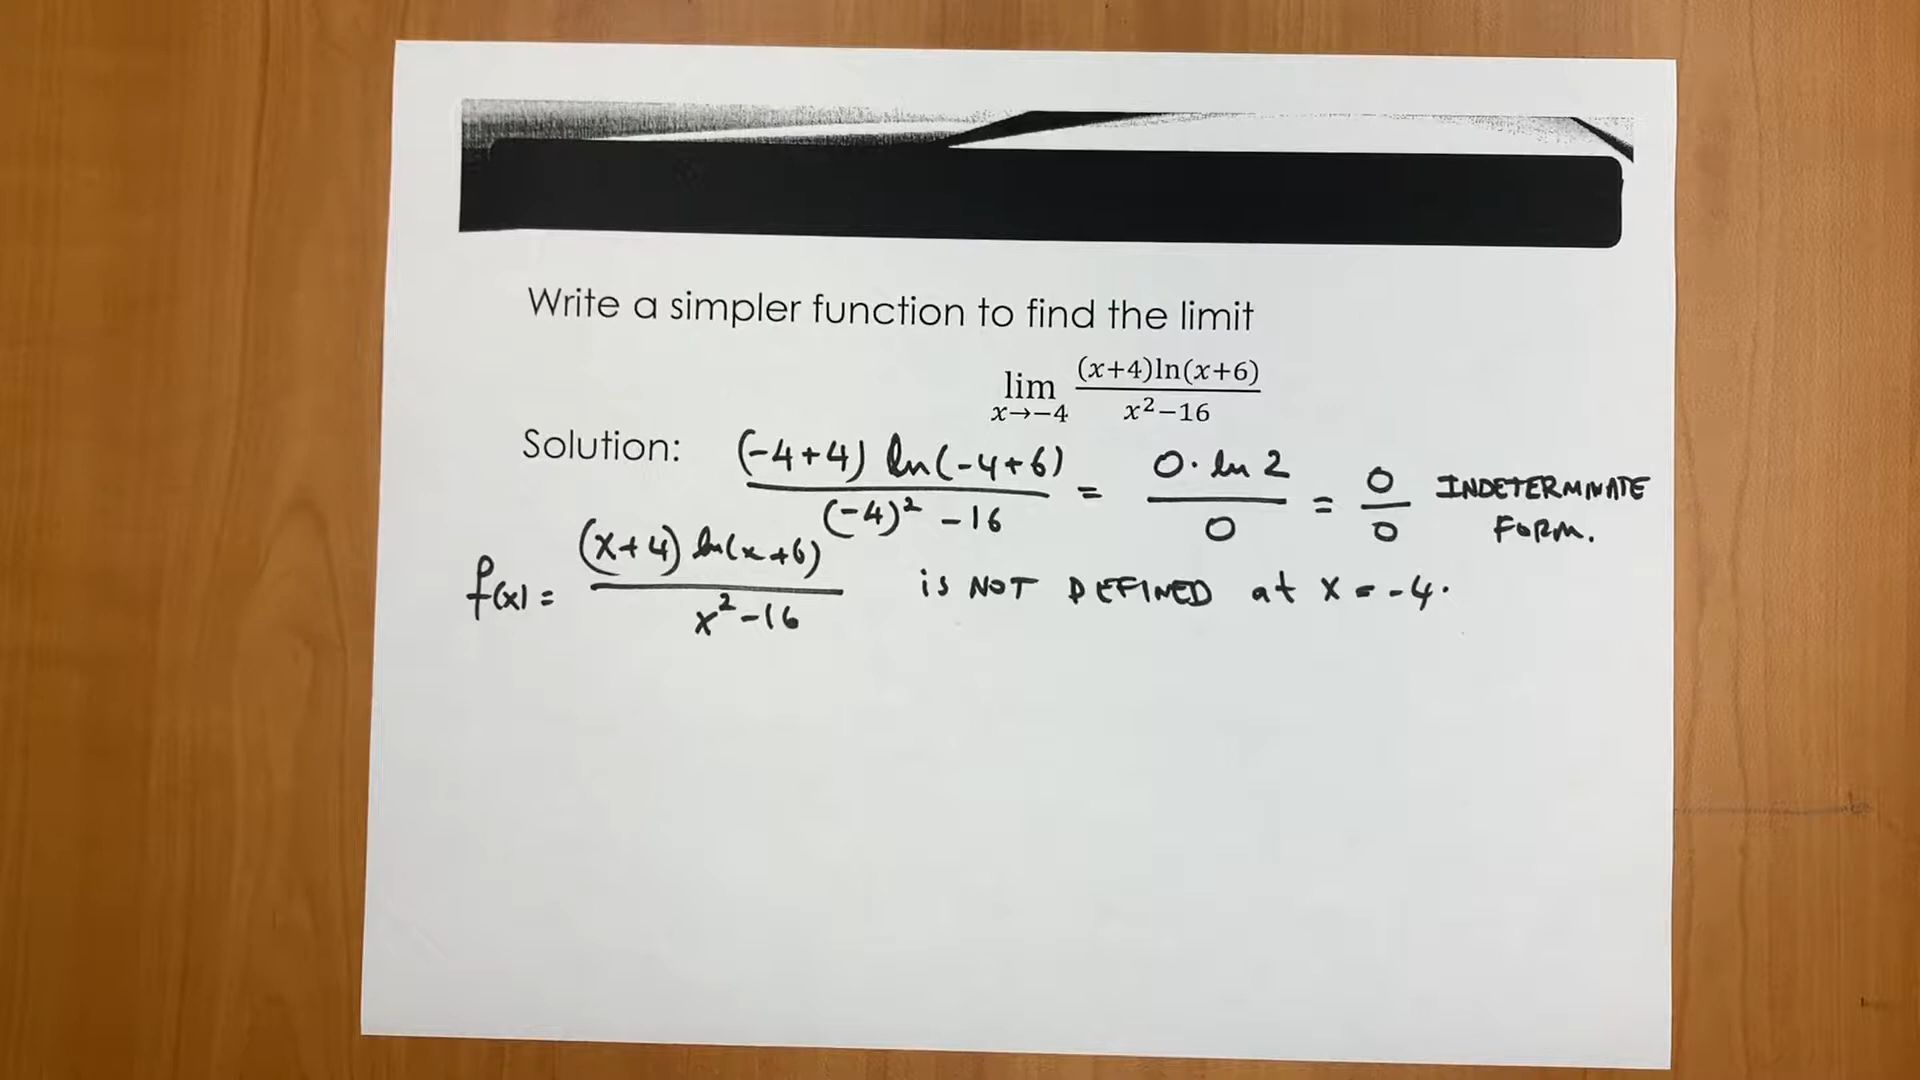 Write a simpler function to find the limit
lim x→−4 (x+4)ln(x+6) / x²−16
Solution: (-4+4) ln(-4+6) / (-4)² -16 = 0·ln 2 / 0 = 0/0 INDETERMINATE FORM.
f(x) = (x+4) ln(x+6) / x²-16 is NOT DEFINED at x = -4.